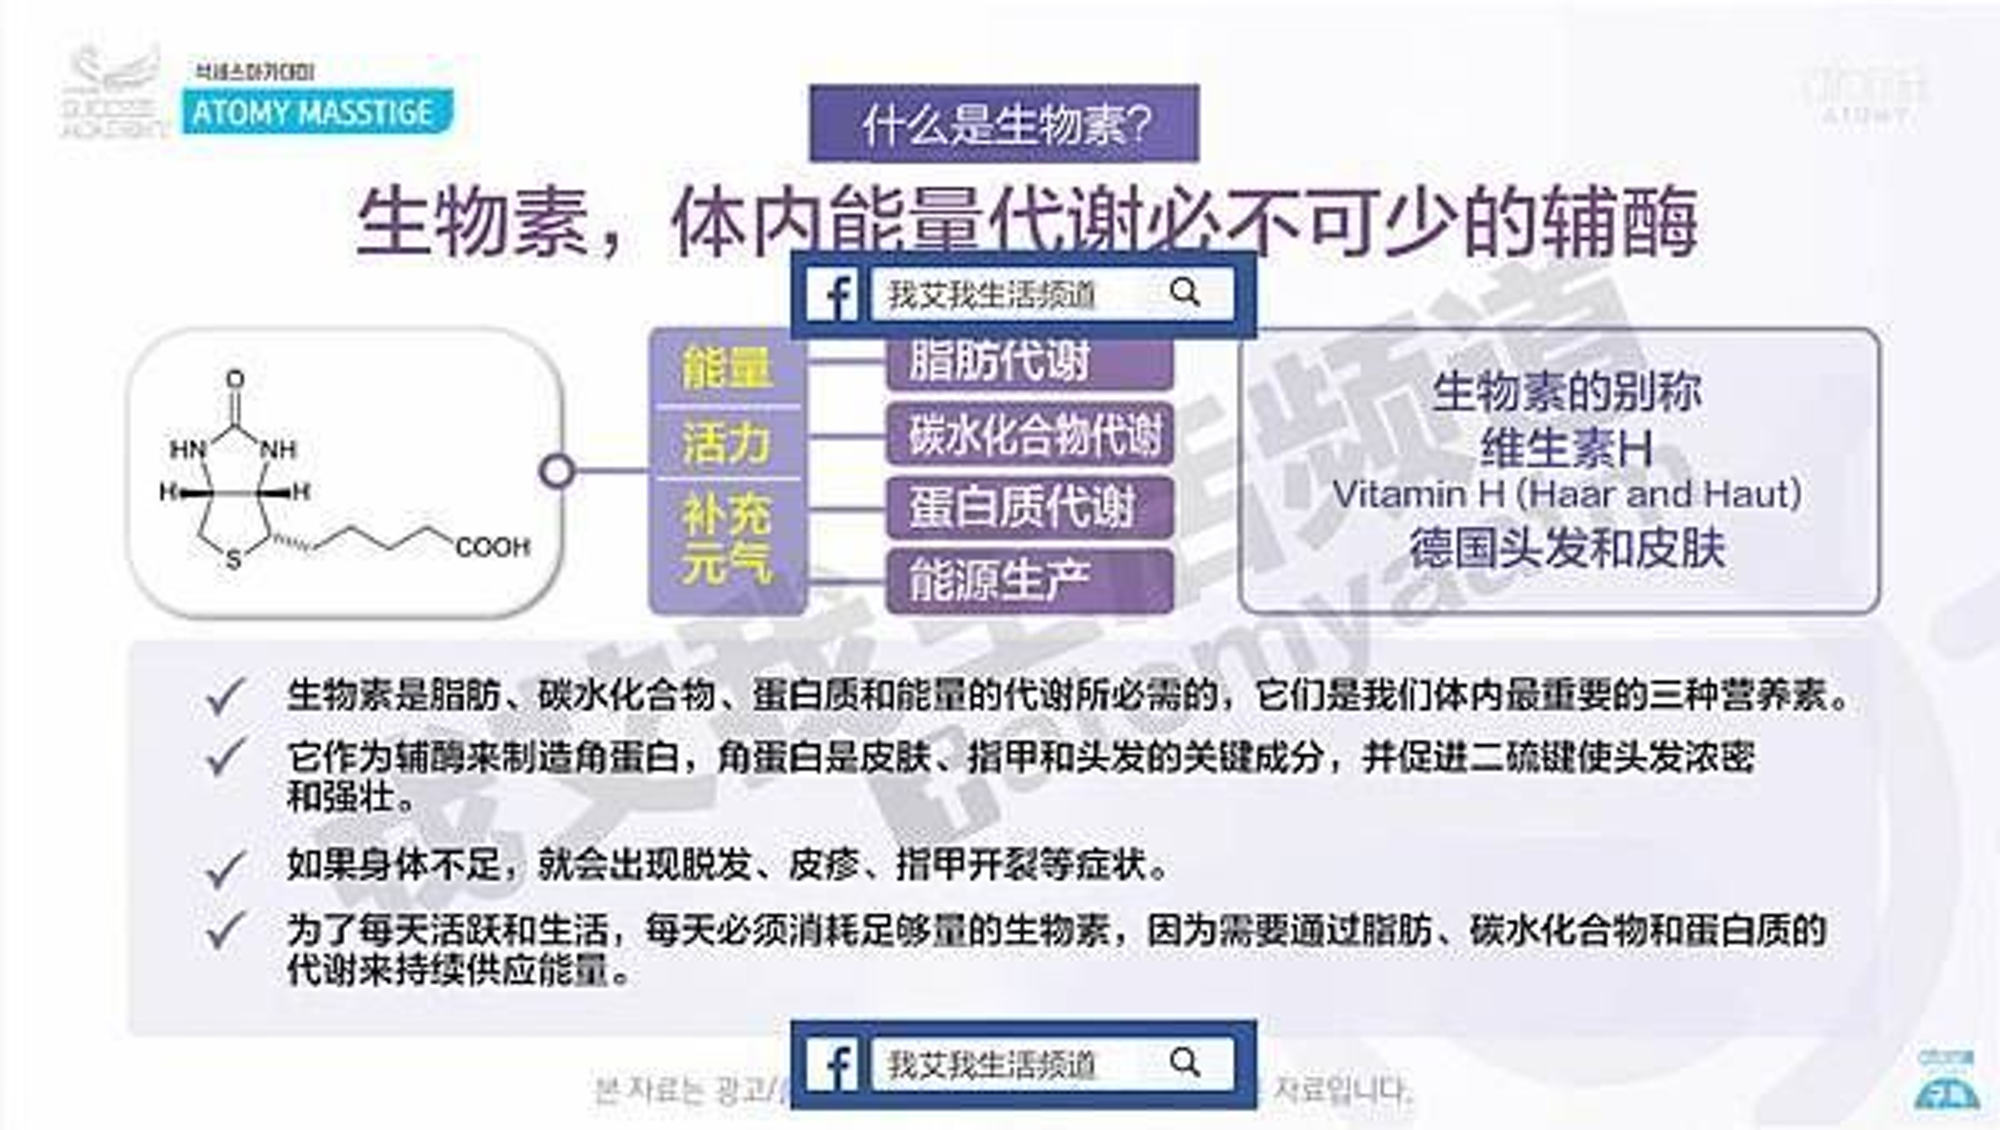 석세스아카데미
SUCCESS
ACADEMY
ATOMY MASSTIGE
ATOMY
什么是生物素?
生物素，体内能量代谢必不可少的辅酶
f 我艾我生活频道
O
HN NH
H H
S
COOH
能量
活力
补充
元气
脂肪代谢
碳水化合物代谢
蛋白质代谢
能源生产
生物素的别称
维生素H
Vitamin H (Haar and Haut)
德国头发和皮肤
生物素是脂肪、碳水化合物、蛋白质和能量的代谢所必需的，它们是我们体内最重要的三种营养素。
它作为辅酶来制造角蛋白，角蛋白是皮肤、指甲和头发的关键成分，并促进二硫键使头发浓密
和强壮。
如果身体不足，就会出现脱发、皮疹、指甲开裂等症状。
为了每天活跃和生活，每天必须消耗足够量的生物素，因为需要通过脂肪、碳水化合物和蛋白质的
代谢来持续供应能量。
我艾我生活频道
f 我艾我生活频道
본 자료는 광고/ 자료입니다.